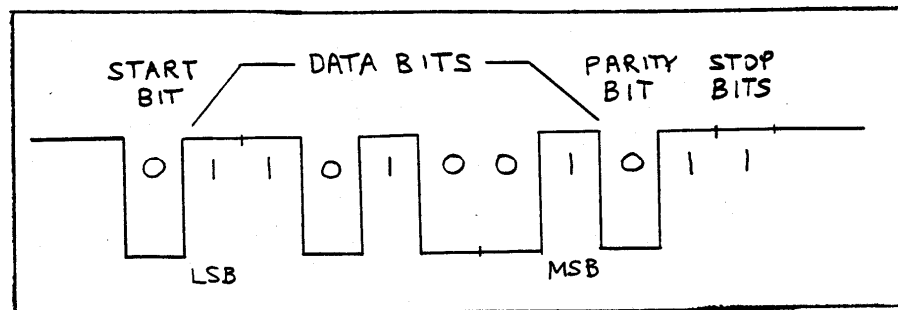 START BIT
DATA BITS
PARITY BIT
STOP BITS
0 1 1 0 1 0 0 1 0 1 1
LSB
MSB